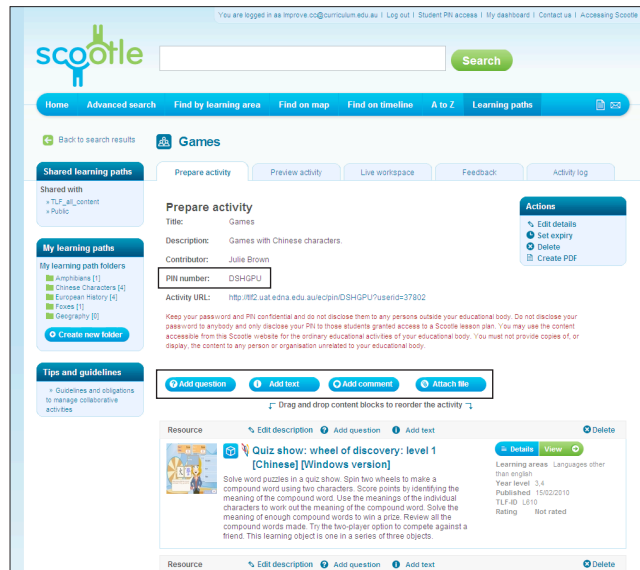 You are logged in as Improve.cc@curriculum.edu.au | Log out | Student PIN access | My dashboard | Contact us | Accessing Scootle
scootle
Search
Home Advanced search Find by learning area Find on map Find on timeline A to Z Learning paths
Back to search results
Games
Shared learning paths
Shared with
» TLF_all_content
» Public
My learning paths
My learning path folders
Amphibians [1]
Chinese Characters [4]
European History [4]
Foxes [1]
Geography [0]
Create new folder
Tips and guidelines
» Guidelines and obligations
to manage collaborative
activities
Prepare activity Preview activity Live workspace Feedback Activity log
Prepare activity
Title: Games
Description: Games with Chinese characters.
Contributor: Julie Brown
PIN number: DSHGPU
Activity URL: http://tlf2.uat.edna.edu.au/ec/pin/DSHGPU?userid=37802
Actions
Edit details
Set expiry
Delete
Create PDF
Keep your password and PIN confidential and do not disclose them to any persons outside your educational body. Do not disclose your
password to anybody and only disclose your PIN to those students granted access to a Scootle lesson plan. You may use the content
accessible from this Scootle website for the ordinary educational activities of your educational body. You must not provide copies of, or
display, the content to any person or organisation unrelated to your educational body.
Add question Add text Add comment Attach file
Drag and drop content blocks to reorder the activity
Resource Edit description Add question Add text Delete
Quiz show: wheel of discovery: level 1
[Chinese] [Windows version]
Solve word puzzles in a quiz show. Spin two wheels to make a
compound word using two characters. Score points by identifying the
meaning of the compound word. Use the meanings of the individual
characters to work out the meaning of the compound word. Solve the
meaning of enough compound words to win a prize. Review all the
compound words made. Try the two-player option to compete against a
friend. This learning object is one in a series of three objects.
Details View
Learning areas Languages other
than english
Year level 3,4
Published 15/02/2010
TLF-ID L610
Rating Not rated
Resource Edit description Add question Add text Delete